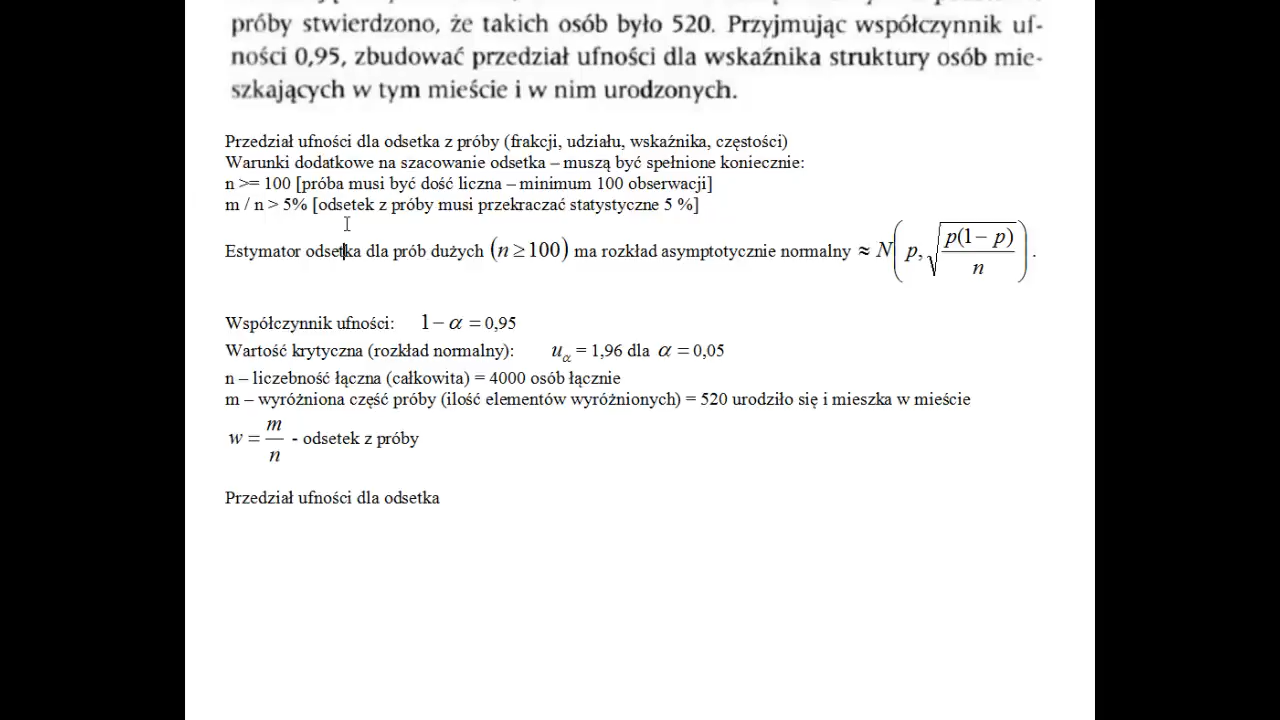 próby stwierdzono, że takich osób było 520. Przyjmując współczynnik uf-
ności 0,95, zbudować przedział ufności dla wskaźnika struktury osób mie-
szkających w tym mieście i w nim urodzonych.
Przedział ufności dla odsetka z próby (frakcji, udziału, wskaźnika, częstości)
Warunki dodatkowe na szacowanie odsetka – muszą być spełnione koniecznie:
n >= 100 [próba musi być dość liczna – minimum 100 obserwacji]
m / n > 5% [odsetek z próby musi przekraczać statystyczne 5 %]
Estymator odsetka dla prób dużych (n ≥ 100) ma rozkład asymptotycznie normalny ≈ N(p, √(p(1 − p)/n)).
Współczynnik ufności: 1 − α = 0,95
Wartość krytyczna (rozkład normalny): uα = 1,96 dla α = 0,05
n – liczebność łączna (całkowita) = 4000 osób łącznie
m – wyróżniona część próby (ilość elementów wyróżnionych) = 520 urodziło się i mieszka w mieście
w = m/n - odsetek z próby
Przedział ufności dla odsetka